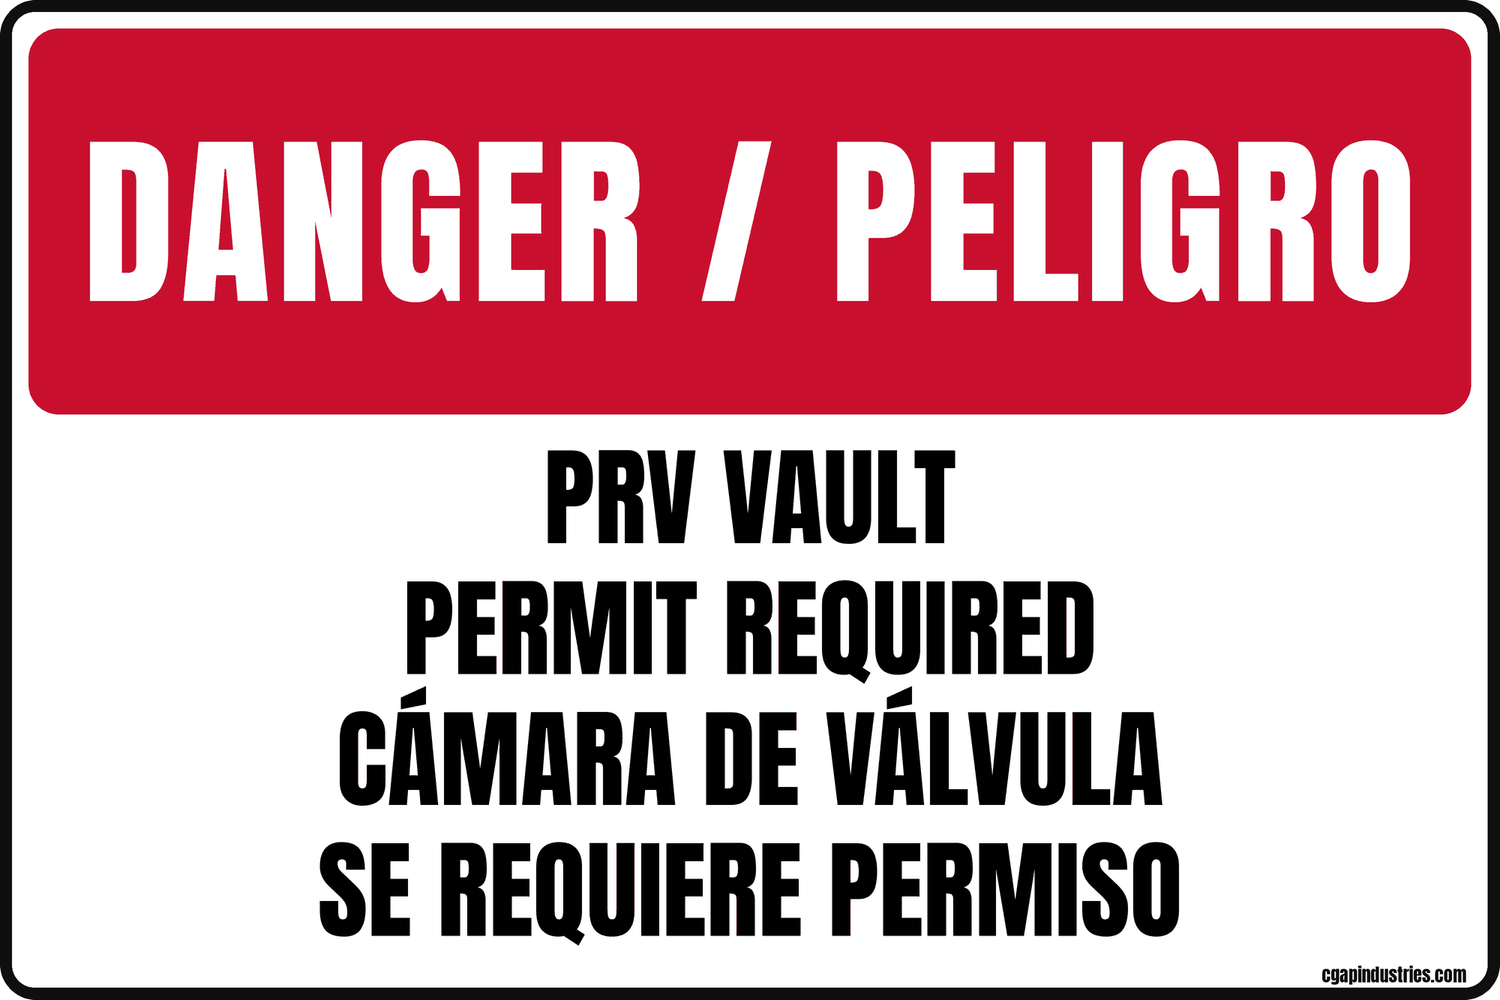 DANGER / PELIGRO
PRV VAULT
PERMIT REQUIRED
CÁMARA DE VÁLVULA
SE REQUIERE PERMISO
cgapindustries.com